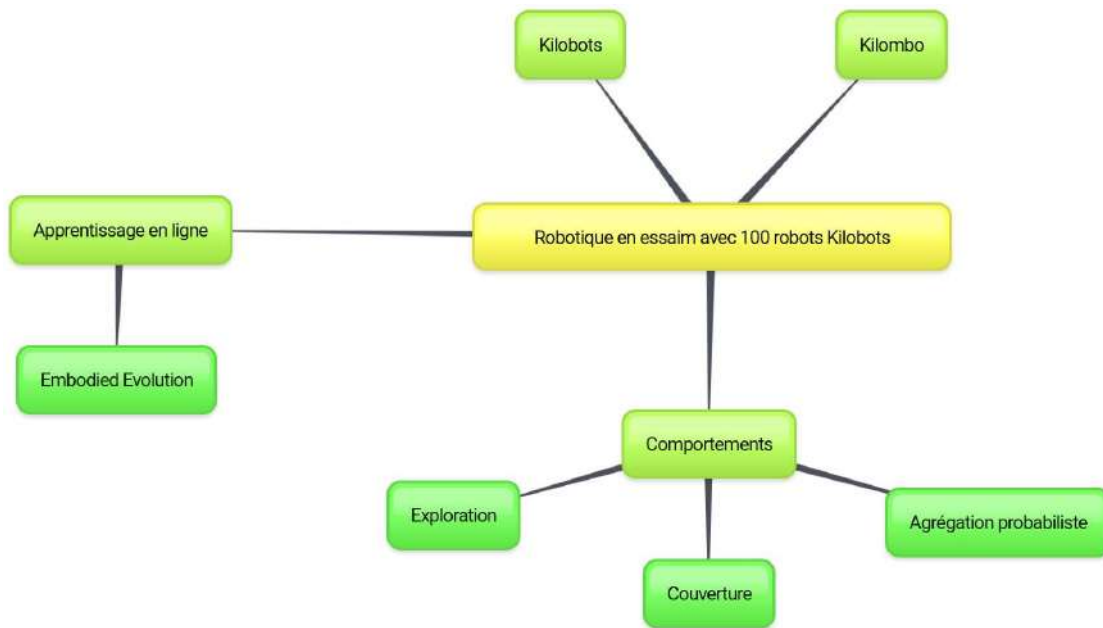 Kilobots
Kilombo
Apprentissage en ligne
Robotique en essaim avec 100 robots Kilobots
Embodied Evolution
Comportements
Exploration
Agrégation probabiliste
Couverture